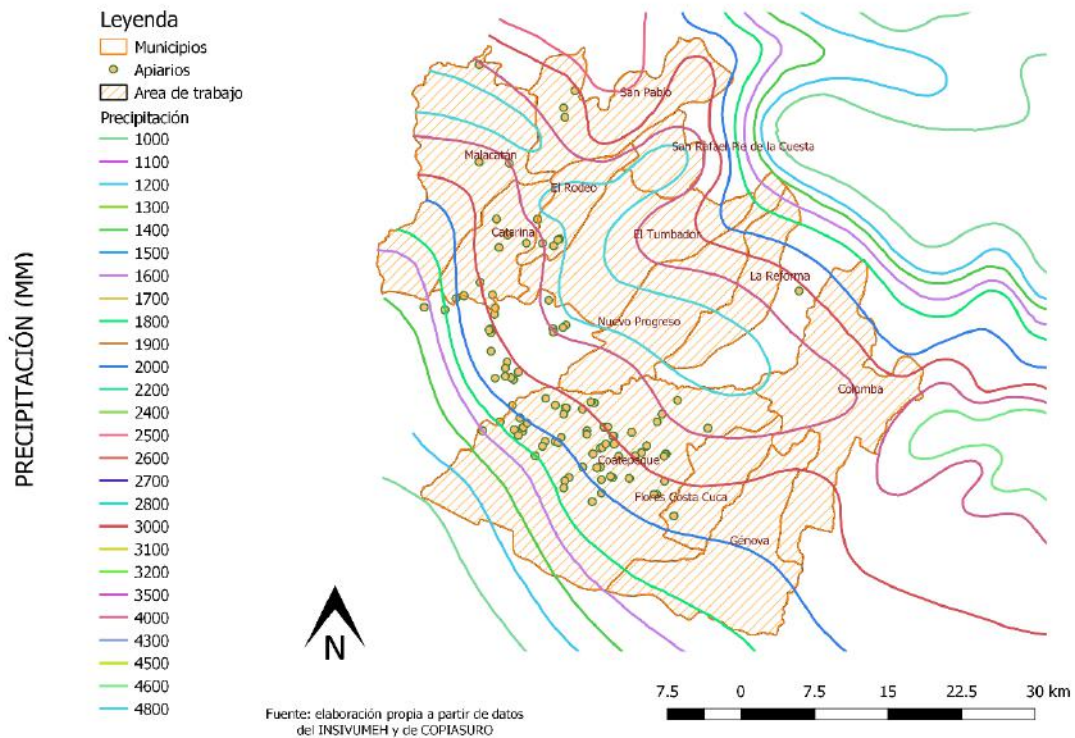 PRECIPITACIÓN (MM)
Leyenda
Municipios
Apiarios
Area de trabajo
Precipitación
1000
1100
1200
1300
1400
1500
1600
1700
1800
1900
2000
2200
2400
2500
2600
2700
2800
3000
3100
3200
3500
4000
4300
4500
4600
4800
San Pablo
San Rafael Pie de la Cuesta
Malacatán
El Rodeo
Catarina
El Tumbador
La Reforma
Nuevo Progreso
Colomba
Coatepeque
Flores Costa Cuca
Génova
N
7.5 0 7.5 15 22.5 30 km
Fuente: elaboración propia a partir de datos
del INSIVUMEH y de COPIASURO